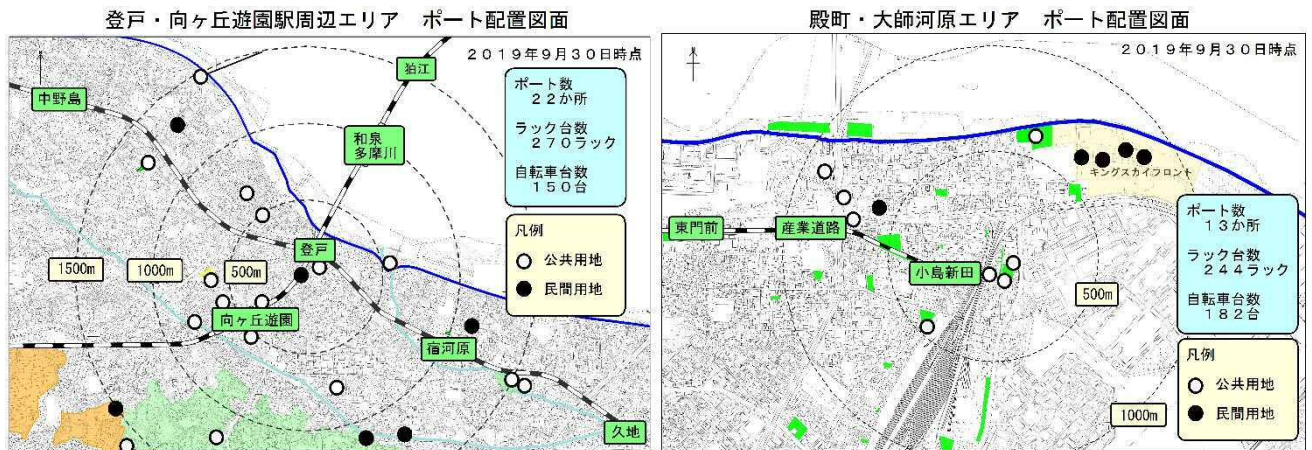 登戸・向ヶ丘遊園駅周辺エリア　ポート配置図面
2019年9月30日時点
狛江
中野島
和泉
多摩川
登戸
1500m
1000m
500m
向ヶ丘遊園
宿河原
久地
ポート数
22か所
ラック台数
270ラック
自転車台数
150台
凡例
公共用地
民間用地
殿町・大師河原エリア　ポート配置図面
2019年9月30日時点
キングスカイフロント
東門前
産業道路
小島新田
500m
1000m
ポート数
13か所
ラック台数
244ラック
自転車台数
182台
凡例
公共用地
民間用地